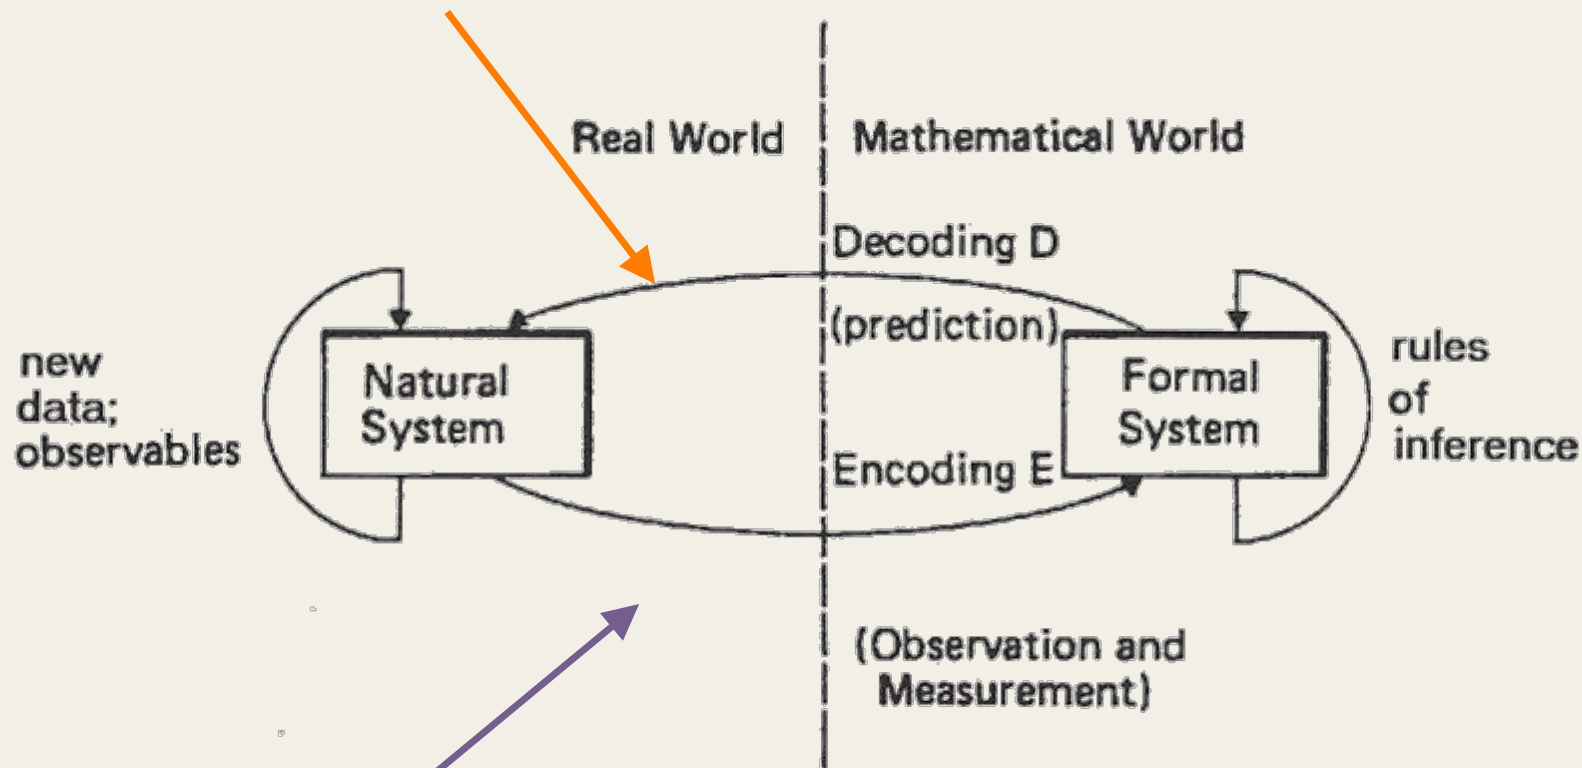 Real World
Mathematical World
Decoding D
(prediction)
new
data;
observables
Natural
System
Formal
System
rules
of
inference
Encoding E
(Observation and
Measurement)